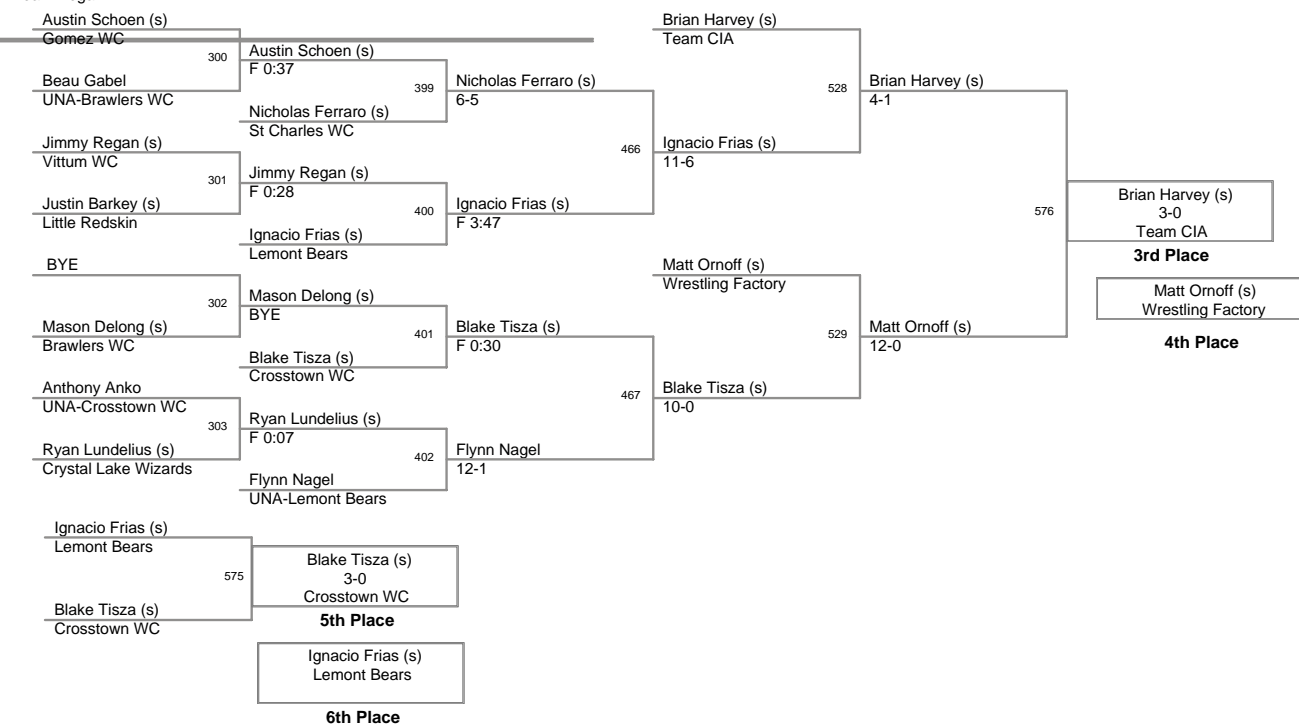 Austin Schoen (s)
Gomez WC
300
Beau Gabel
UNA-Brawlers WC
Jimmy Regan (s)
Vittum WC
301
Justin Barkey (s)
Little Redskin
BYE
302
Mason Delong (s)
Brawlers WC
Anthony Anko
UNA-Crosstown WC
303
Ryan Lundelius (s)
Crystal Lake Wizards
Austin Schoen (s)
F 0:37
399
Nicholas Ferraro (s)
St Charles WC
Jimmy Regan (s)
F 0:28
400
Ignacio Frias (s)
Lemont Bears
Mason Delong (s)
BYE
401
Blake Tisza (s)
Crosstown WC
Ryan Lundelius (s)
F 0:07
402
Flynn Nagel
UNA-Lemont Bears
Nicholas Ferraro (s)
6-5
466
Ignacio Frias (s)
F 3:47
Blake Tisza (s)
F 0:30
467
Flynn Nagel
12-1
Brian Harvey (s)
Team CIA
528
Ignacio Frias (s)
11-6
Matt Ornoff (s)
Wrestling Factory
529
Blake Tisza (s)
10-0
Brian Harvey (s)
4-1
576
Matt Ornoff (s)
12-0
Brian Harvey (s)
3-0
Team CIA
3rd Place
Matt Ornoff (s)
Wrestling Factory
4th Place
Ignacio Frias (s)
Lemont Bears
575
Blake Tisza (s)
Crosstown WC
Blake Tisza (s)
3-0
Crosstown WC
5th Place
Ignacio Frias (s)
Lemont Bears
6th Place